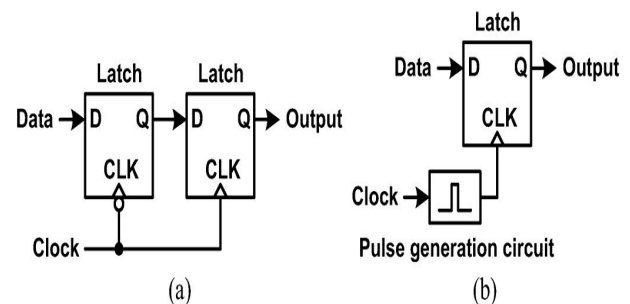 Latch Latch
Data D Q D Q Output
CLK CLK
Clock
(a)
Latch
Data D Q Output
CLK
Clock
Pulse generation circuit
(b)